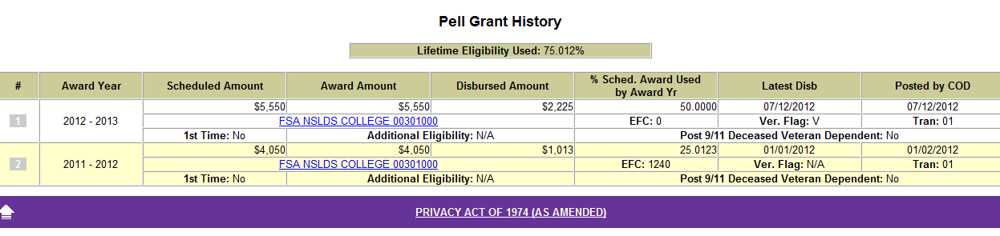 Pell Grant History
Lifetime Eligibility Used: 75.012%
# Award Year Scheduled Amount Award Amount Disbursed Amount % Sched. Award Used by Award Yr Latest Disb Posted by COD
1 2012 - 2013 $5,550 $5,550 $2,225 50.0000 07/12/2012 07/12/2012
FSA NSLDS COLLEGE 00301000 EFC: 0 Ver. Flag: V Tran: 01
1st Time: No Additional Eligibility: N/A Post 9/11 Deceased Veteran Dependent: No
2 2011 - 2012 $4,050 $4,050 $1,013 25.0123 01/01/2012 01/02/2012
FSA NSLDS COLLEGE 00301000 EFC: 1240 Ver. Flag: N/A Tran: 01
1st Time: No Additional Eligibility: N/A Post 9/11 Deceased Veteran Dependent: No
PRIVACY ACT OF 1974 (AS AMENDED)